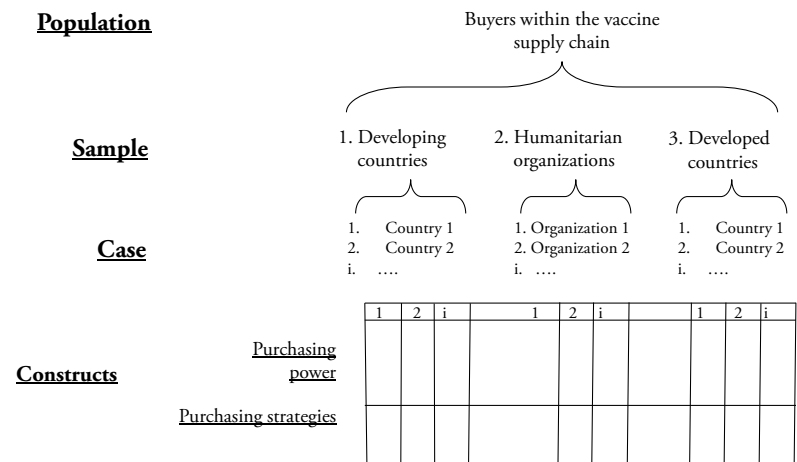 Population
Buyers within the vaccine
supply chain
Sample
1. Developing
countries
2. Humanitarian
organizations
3. Developed
countries
Case
1. Country 1
2. Country 2
i. ....
1. Organization 1
2. Organization 2
i. ....
1. Country 1
2. Country 2
i. ....
1 2 i 1 2 i 1 2 i
Constructs
Purchasing
power
Purchasing strategies